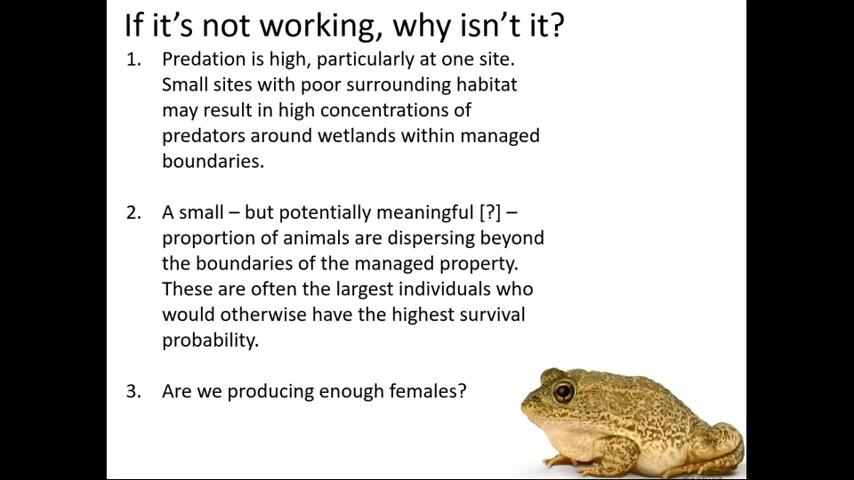 If it's not working, why isn't it?
1. Predation is high, particularly at one site.
Small sites with poor surrounding habitat
may result in high concentrations of
predators around wetlands within managed
boundaries.
2. A small – but potentially meaningful [?] –
proportion of animals are dispersing beyond
the boundaries of the managed property.
These are often the largest individuals who
would otherwise have the highest survival
probability.
3. Are we producing enough females?